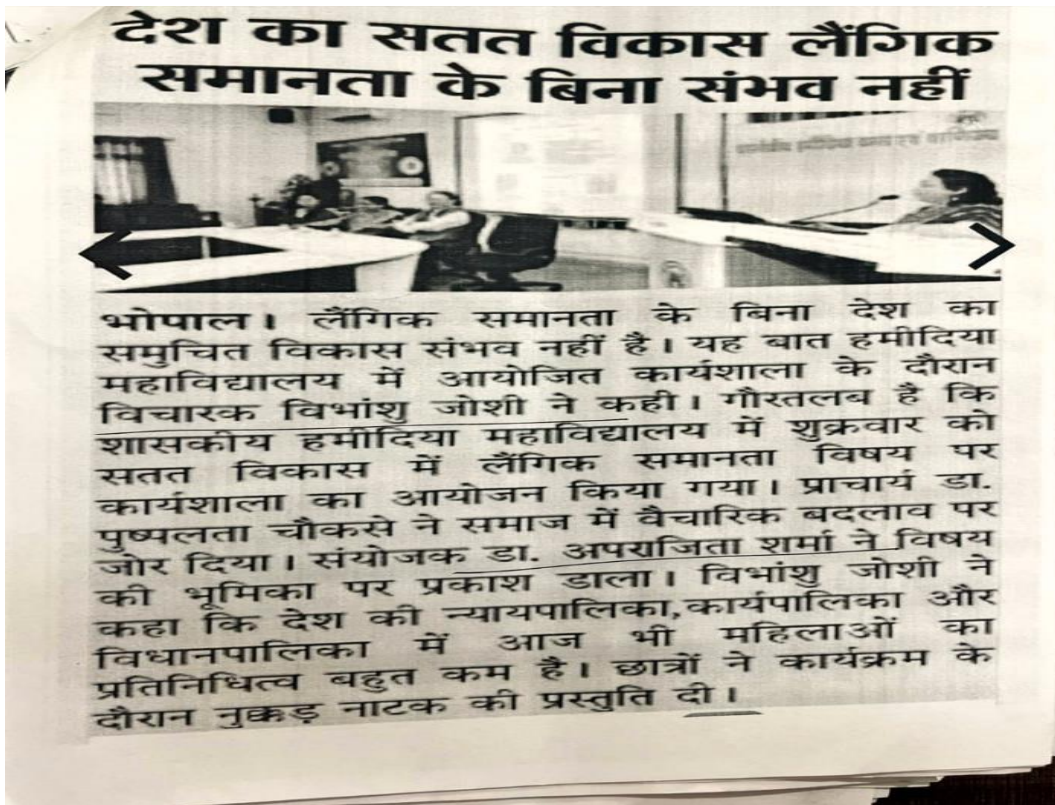 देश का सतत विकास लैंगिक
समानता के बिना संभव नहीं
भोपाल। लैंगिक समानता के बिना देश का
समुचित विकास संभव नहीं है। यह बात हमीदिया
महाविद्यालय में आयोजित कार्यशाला के दौरान
विचारक विभांशु जोशी ने कही। गौरतलब है कि
शासकीय हमीदिया महाविद्यालय में शुक्रवार को
सतत विकास में लैंगिक समानता विषय पर
कार्यशाला का आयोजन किया गया। प्राचार्य डा.
पुष्पलता चौकसे ने समाज में वैचारिक बदलाव पर
जोर दिया। संयोजक डा. अपराजिता शर्मा ने विषय
की भूमिका पर प्रकाश डाला। विभांशु जोशी ने
कहा कि देश की न्यायपालिका,कार्यपालिका और
विधानपालिका में आज भी महिलाओं का
प्रतिनिधित्व बहुत कम है। छात्रों ने कार्यक्रम के
दौरान नुक्कड़ नाटक की प्रस्तुति दी।